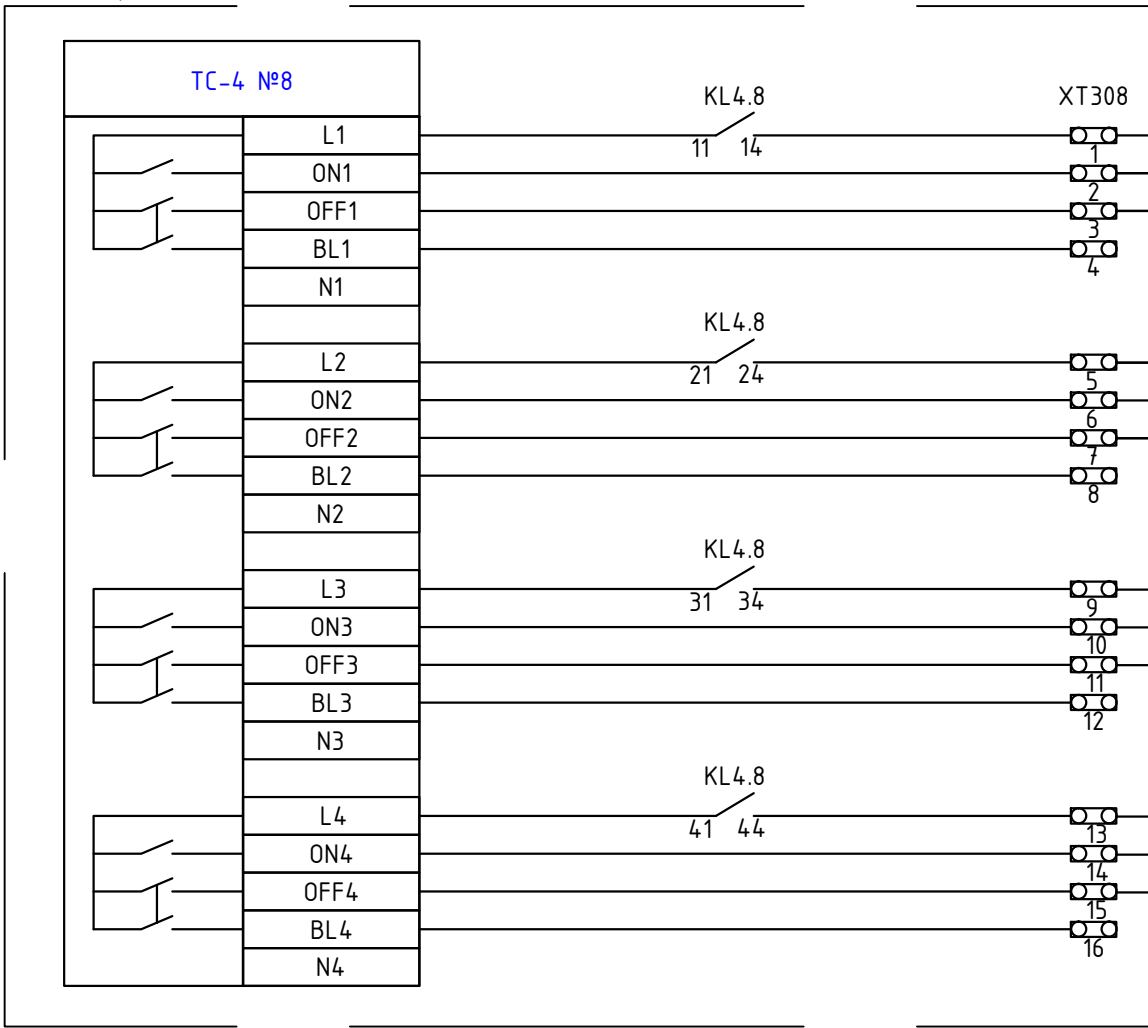 ТС-4 №8
KL4.8
XT308
L1
11 14
1
ON1
2
OFF1
3
BL1
4
N1
KL4.8
L2
21 24
5
ON2
6
OFF2
7
BL2
8
N2
KL4.8
L3
31 34
9
ON3
10
OFF3
11
BL3
12
N3
KL4.8
L4
41 44
13
ON4
14
OFF4
15
BL4
16
N4